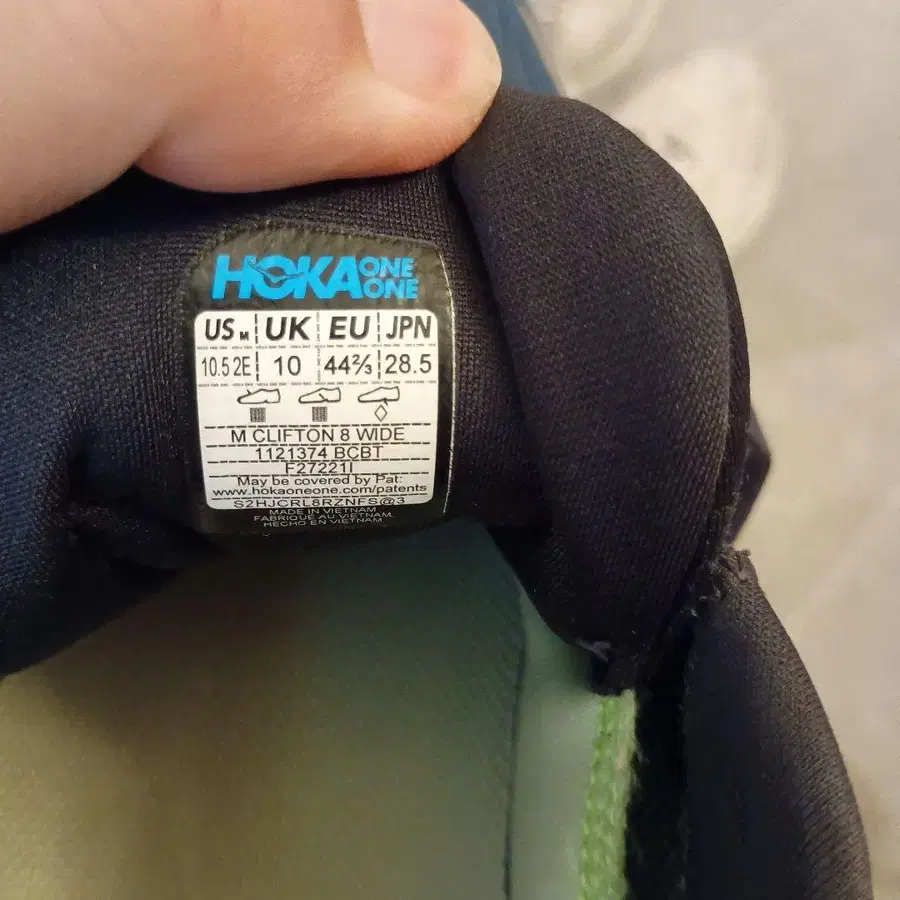 HOKA ONE ONE
US M UK EU JPN
10.5 2E 10 44⅔ 28.5
M CLIFTON 8 WIDE
1121374 BCBT
F27221I
May be covered by Pat:
www.hokaoneone.com/patents
S2HJCRL8RZNFS@3
MADE IN VIETNAM
FABRIQUÉ AU VIETNAM
HECHO EN VIETNAM